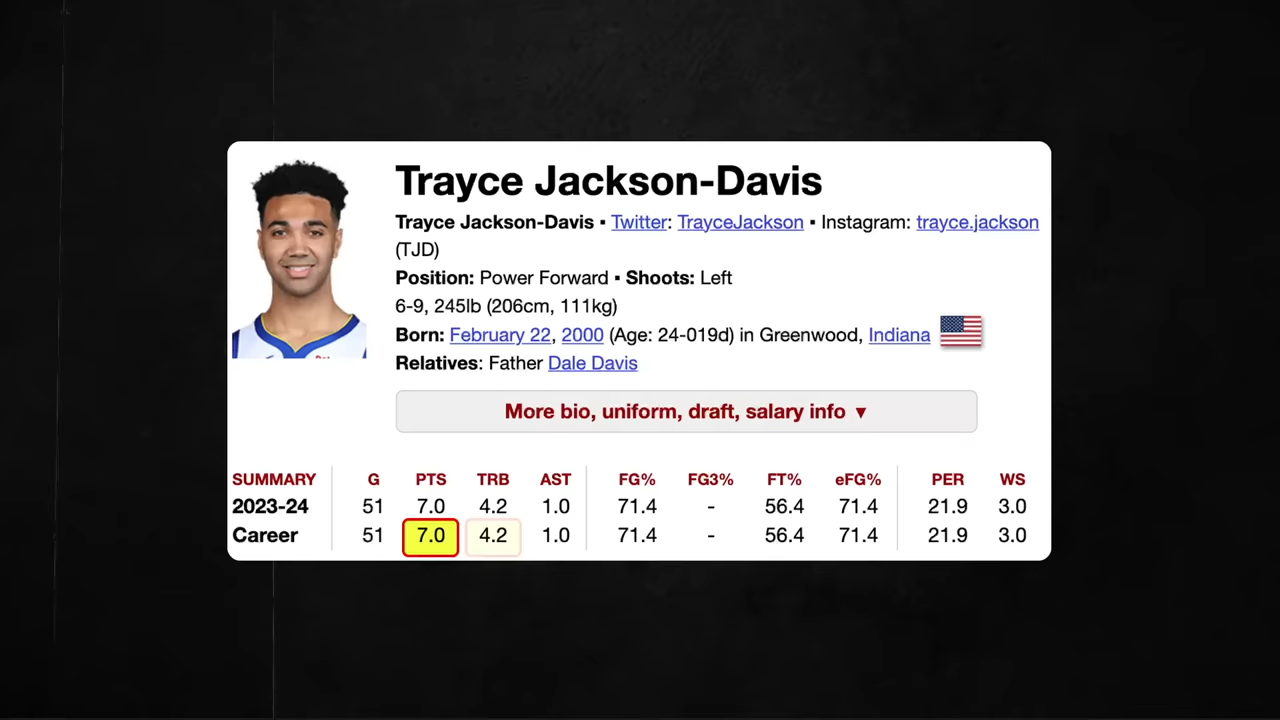 Trayce Jackson-Davis
Trayce Jackson-Davis ▪ Twitter: TrayceJackson ▪ Instagram: trayce.jackson
(TJD)
Position: Power Forward ▪ Shoots: Left
6-9, 245lb (206cm, 111kg)
Born: February 22, 2000 (Age: 24-019d) in Greenwood, Indiana
Relatives: Father Dale Davis
More bio, uniform, draft, salary info ▼
SUMMARY G PTS TRB AST FG% FG3% FT% eFG% PER WS
2023-24 51 7.0 4.2 1.0 71.4 - 56.4 71.4 21.9 3.0
Career 51 7.0 4.2 1.0 71.4 - 56.4 71.4 21.9 3.0